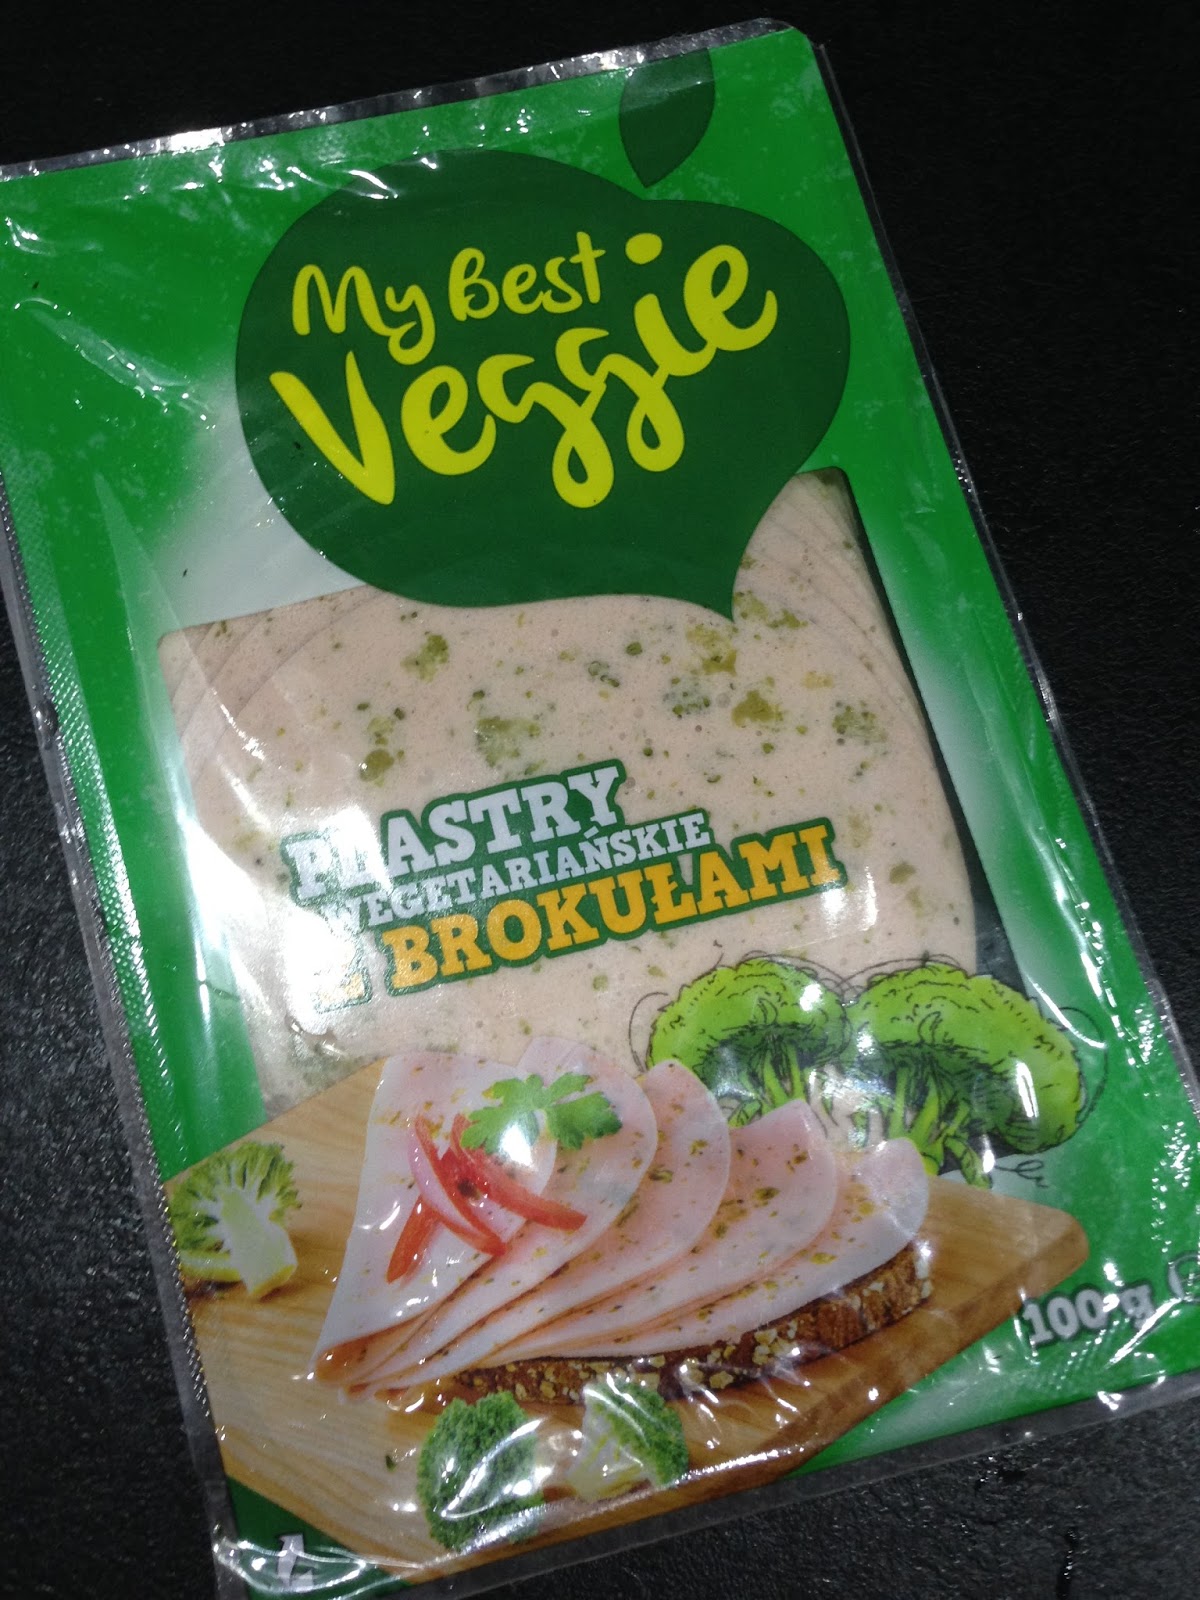 My Best
Veggie
PLASTRY
WEGETARIAŃSKIE
Z BROKUŁAMI
100 g